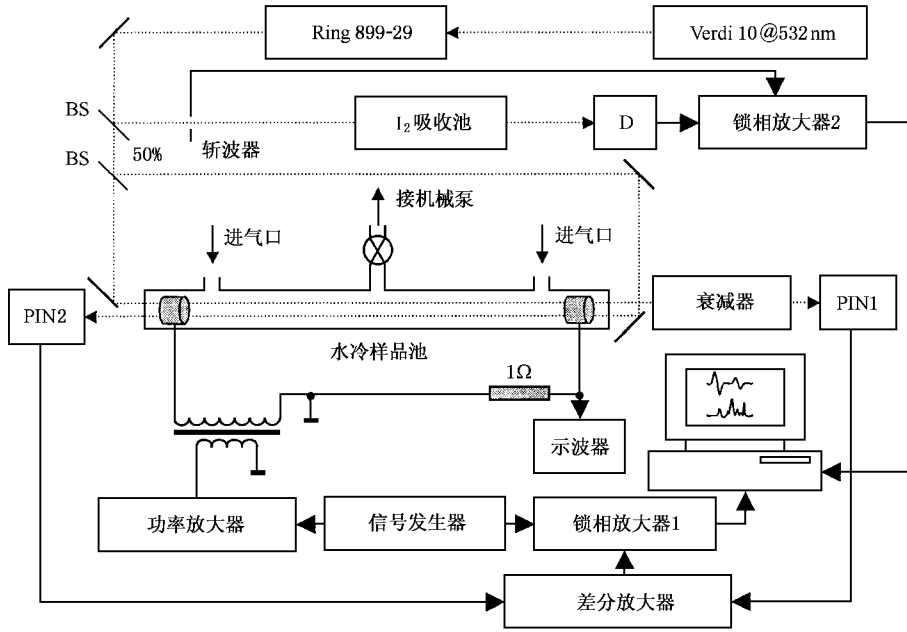 Ring 899-29
Verdi 10@532nm
BS
I₂吸收池
D
锁相放大器2
50%
斩波器
BS
接机械泵
进气口
进气口
PIN2
衰减器
PIN1
水冷样品池
1Ω
示波器
功率放大器
信号发生器
锁相放大器1
差分放大器